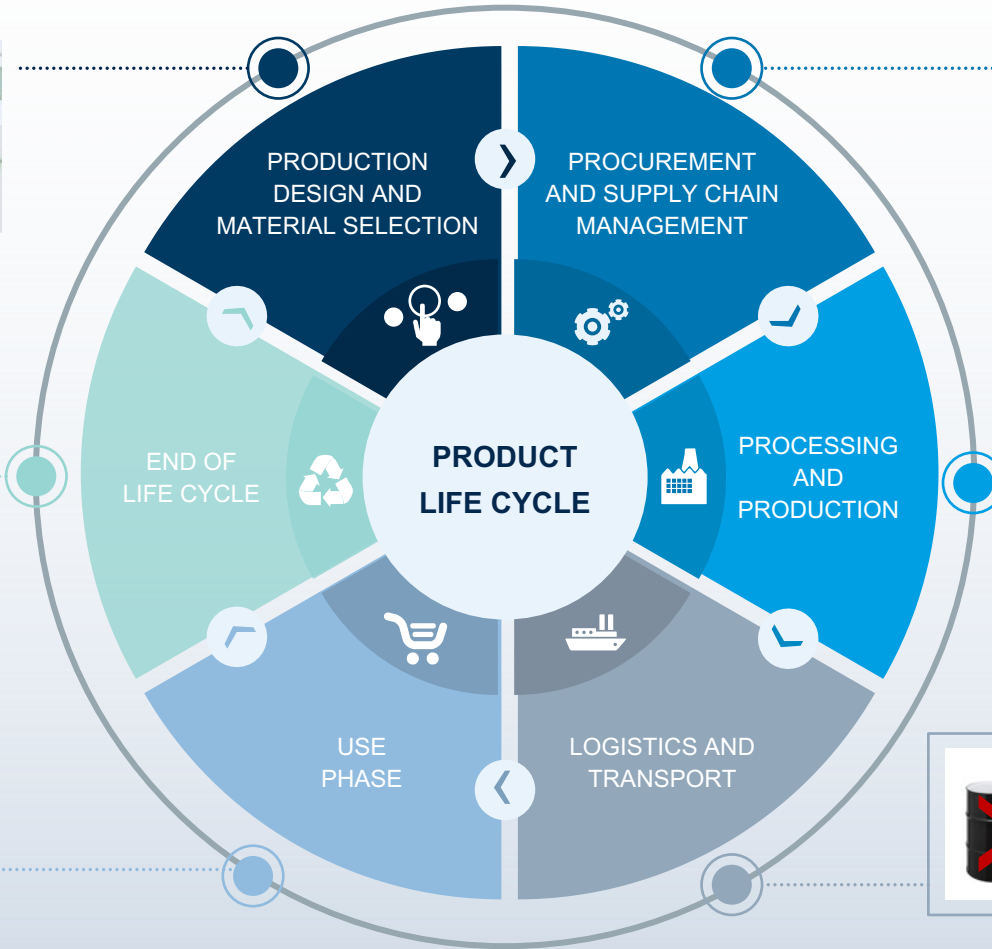 PRODUCTION
DESIGN AND
MATERIAL SELECTION
PROCUREMENT
AND SUPPLY CHAIN
MANAGEMENT
PROCESSING
AND
PRODUCTION
LOGISTICS AND
TRANSPORT
USE
PHASE
END OF
LIFE CYCLE
PRODUCT
LIFE CYCLE